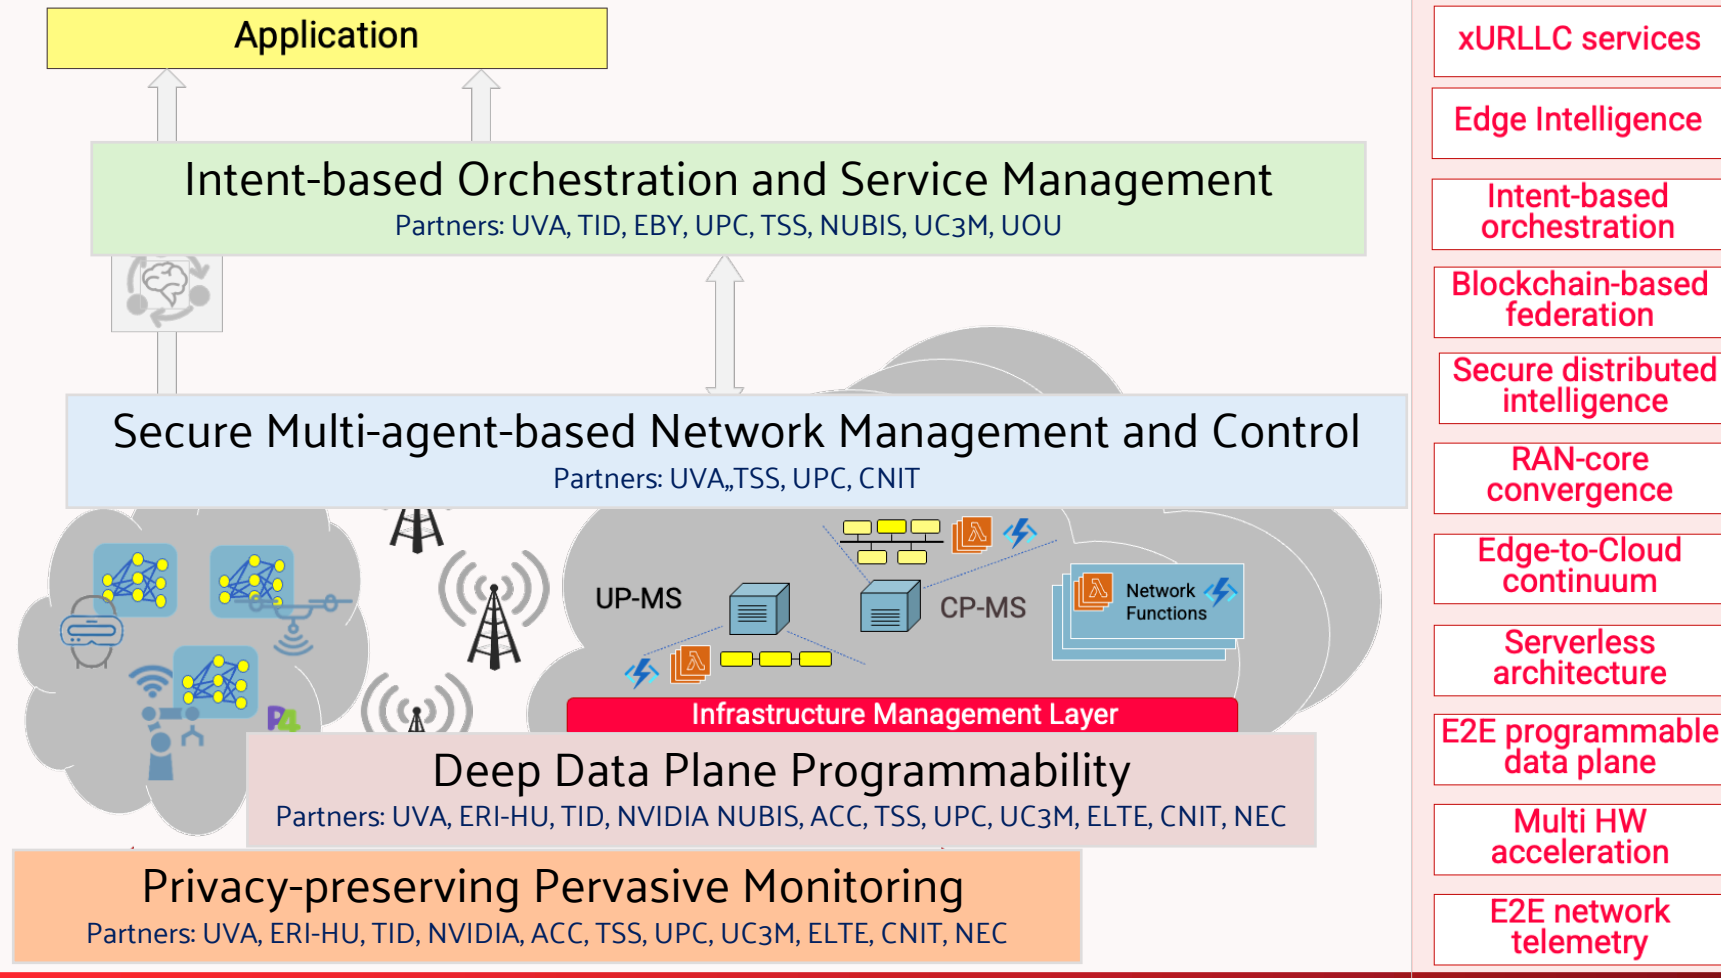 Application
Intent-based Orchestration and Service Management
Partners: UVA, TID, EBY, UPC, TSS, NUBIS, UC3M, UOU
Secure Multi-agent-based Network Management and Control
Partners: UVA,,TSS, UPC, CNIT
UP-MS
CP-MS
λ
λ
λ
Network
Functions
P4
Infrastructure Management Layer
Deep Data Plane Programmability
Partners: UVA, ERI-HU, TID, NVIDIA NUBIS, ACC, TSS, UPC, UC3M, ELTE, CNIT, NEC
Privacy-preserving Pervasive Monitoring
Partners: UVA, ERI-HU, TID, NVIDIA, ACC, TSS, UPC, UC3M, ELTE, CNIT, NEC
xURLLC services
Edge Intelligence
Intent-based
orchestration
Blockchain-based
federation
Secure distributed
intelligence
RAN-core
convergence
Edge-to-Cloud
continuum
Serverless
architecture
E2E programmable
data plane
Multi HW
acceleration
E2E network
telemetry